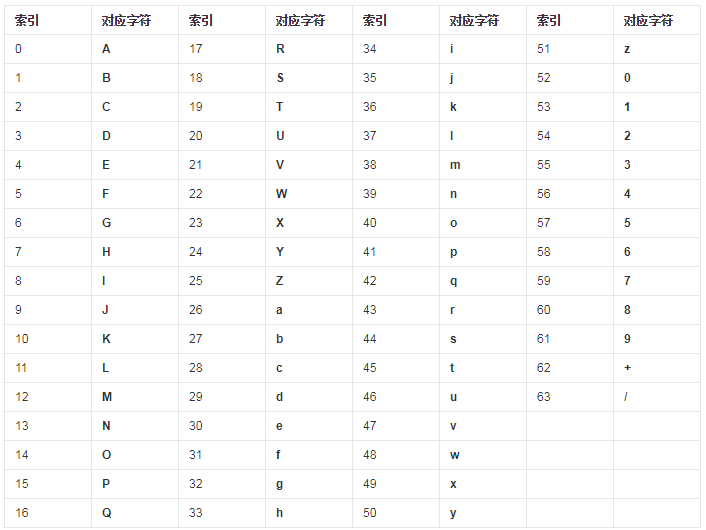 索引 对应字符 索引 对应字符 索引 对应字符 索引 对应字符
0 A 17 R 34 i 51 z
1 B 18 S 35 j 52 0
2 C 19 T 36 k 53 1
3 D 20 U 37 l 54 2
4 E 21 V 38 m 55 3
5 F 22 W 39 n 56 4
6 G 23 X 40 o 57 5
7 H 24 Y 41 p 58 6
8 I 25 Z 42 q 59 7
9 J 26 a 43 r 60 8
10 K 27 b 44 s 61 9
11 L 28 c 45 t 62 +
12 M 29 d 46 u 63 /
13 N 30 e 47 v
14 O 31 f 48 w
15 P 32 g 49 x
16 Q 33 h 50 y